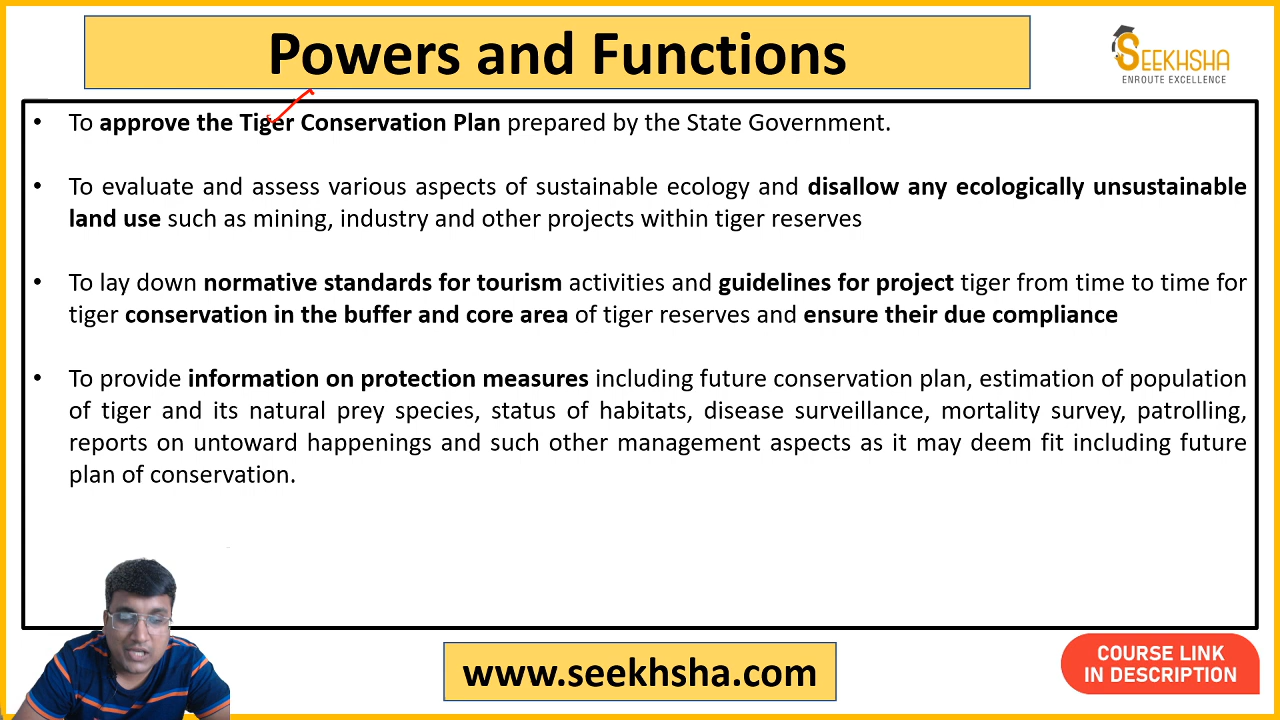 Powers and Functions
SEEKHSHA
ENROUTE EXCELLENCE
• To approve the Tiger Conservation Plan prepared by the State Government.
• To evaluate and assess various aspects of sustainable ecology and disallow any ecologically unsustainable
land use such as mining, industry and other projects within tiger reserves
• To lay down normative standards for tourism activities and guidelines for project tiger from time to time for
tiger conservation in the buffer and core area of tiger reserves and ensure their due compliance
• To provide information on protection measures including future conservation plan, estimation of population
of tiger and its natural prey species, status of habitats, disease surveillance, mortality survey, patrolling,
reports on untoward happenings and such other management aspects as it may deem fit including future
plan of conservation.
www.seekhsha.com
COURSE LINK
IN DESCRIPTION